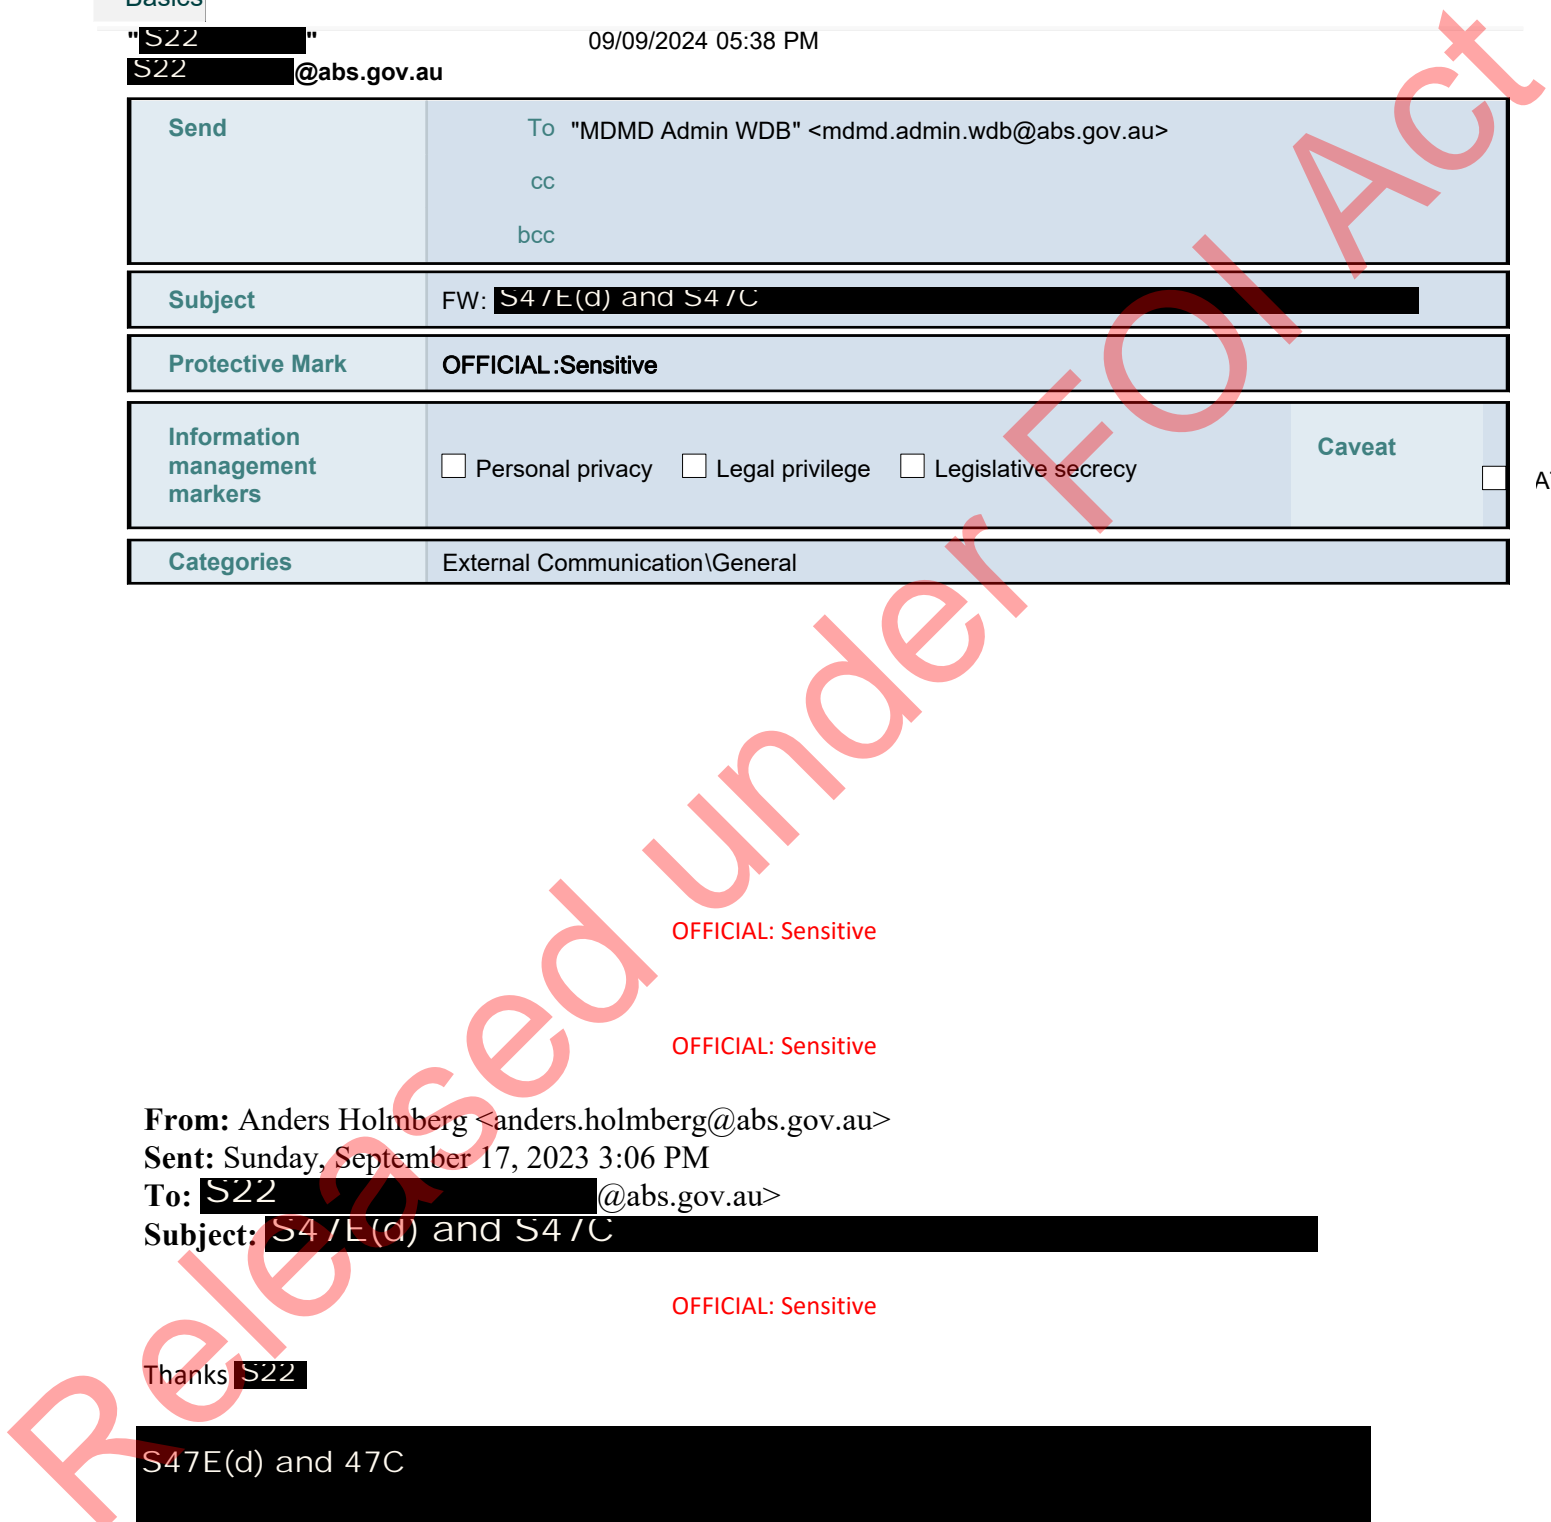 Basics
"S22 " 09/09/2024 05:38 PM
S22 @abs.gov.au
Send To "MDMD Admin WDB" <mdmd.admin.wdb@abs.gov.au>
cc
bcc
Subject FW: S47E(d) and S47C
Protective Mark OFFICIAL:Sensitive
Information management markers
Personal privacy Legal privilege Legislative secrecy Caveat
Categories External Communication\General
OFFICIAL: Sensitive
OFFICIAL: Sensitive
From: Anders Holmberg <anders.holmberg@abs.gov.au>
Sent: Sunday, September 17, 2023 3:06 PM
To: S22 @abs.gov.au>
Subject: S47E(d) and S47C
OFFICIAL: Sensitive
Thanks S22
S47E(d) and 47C
Released under FOI Act